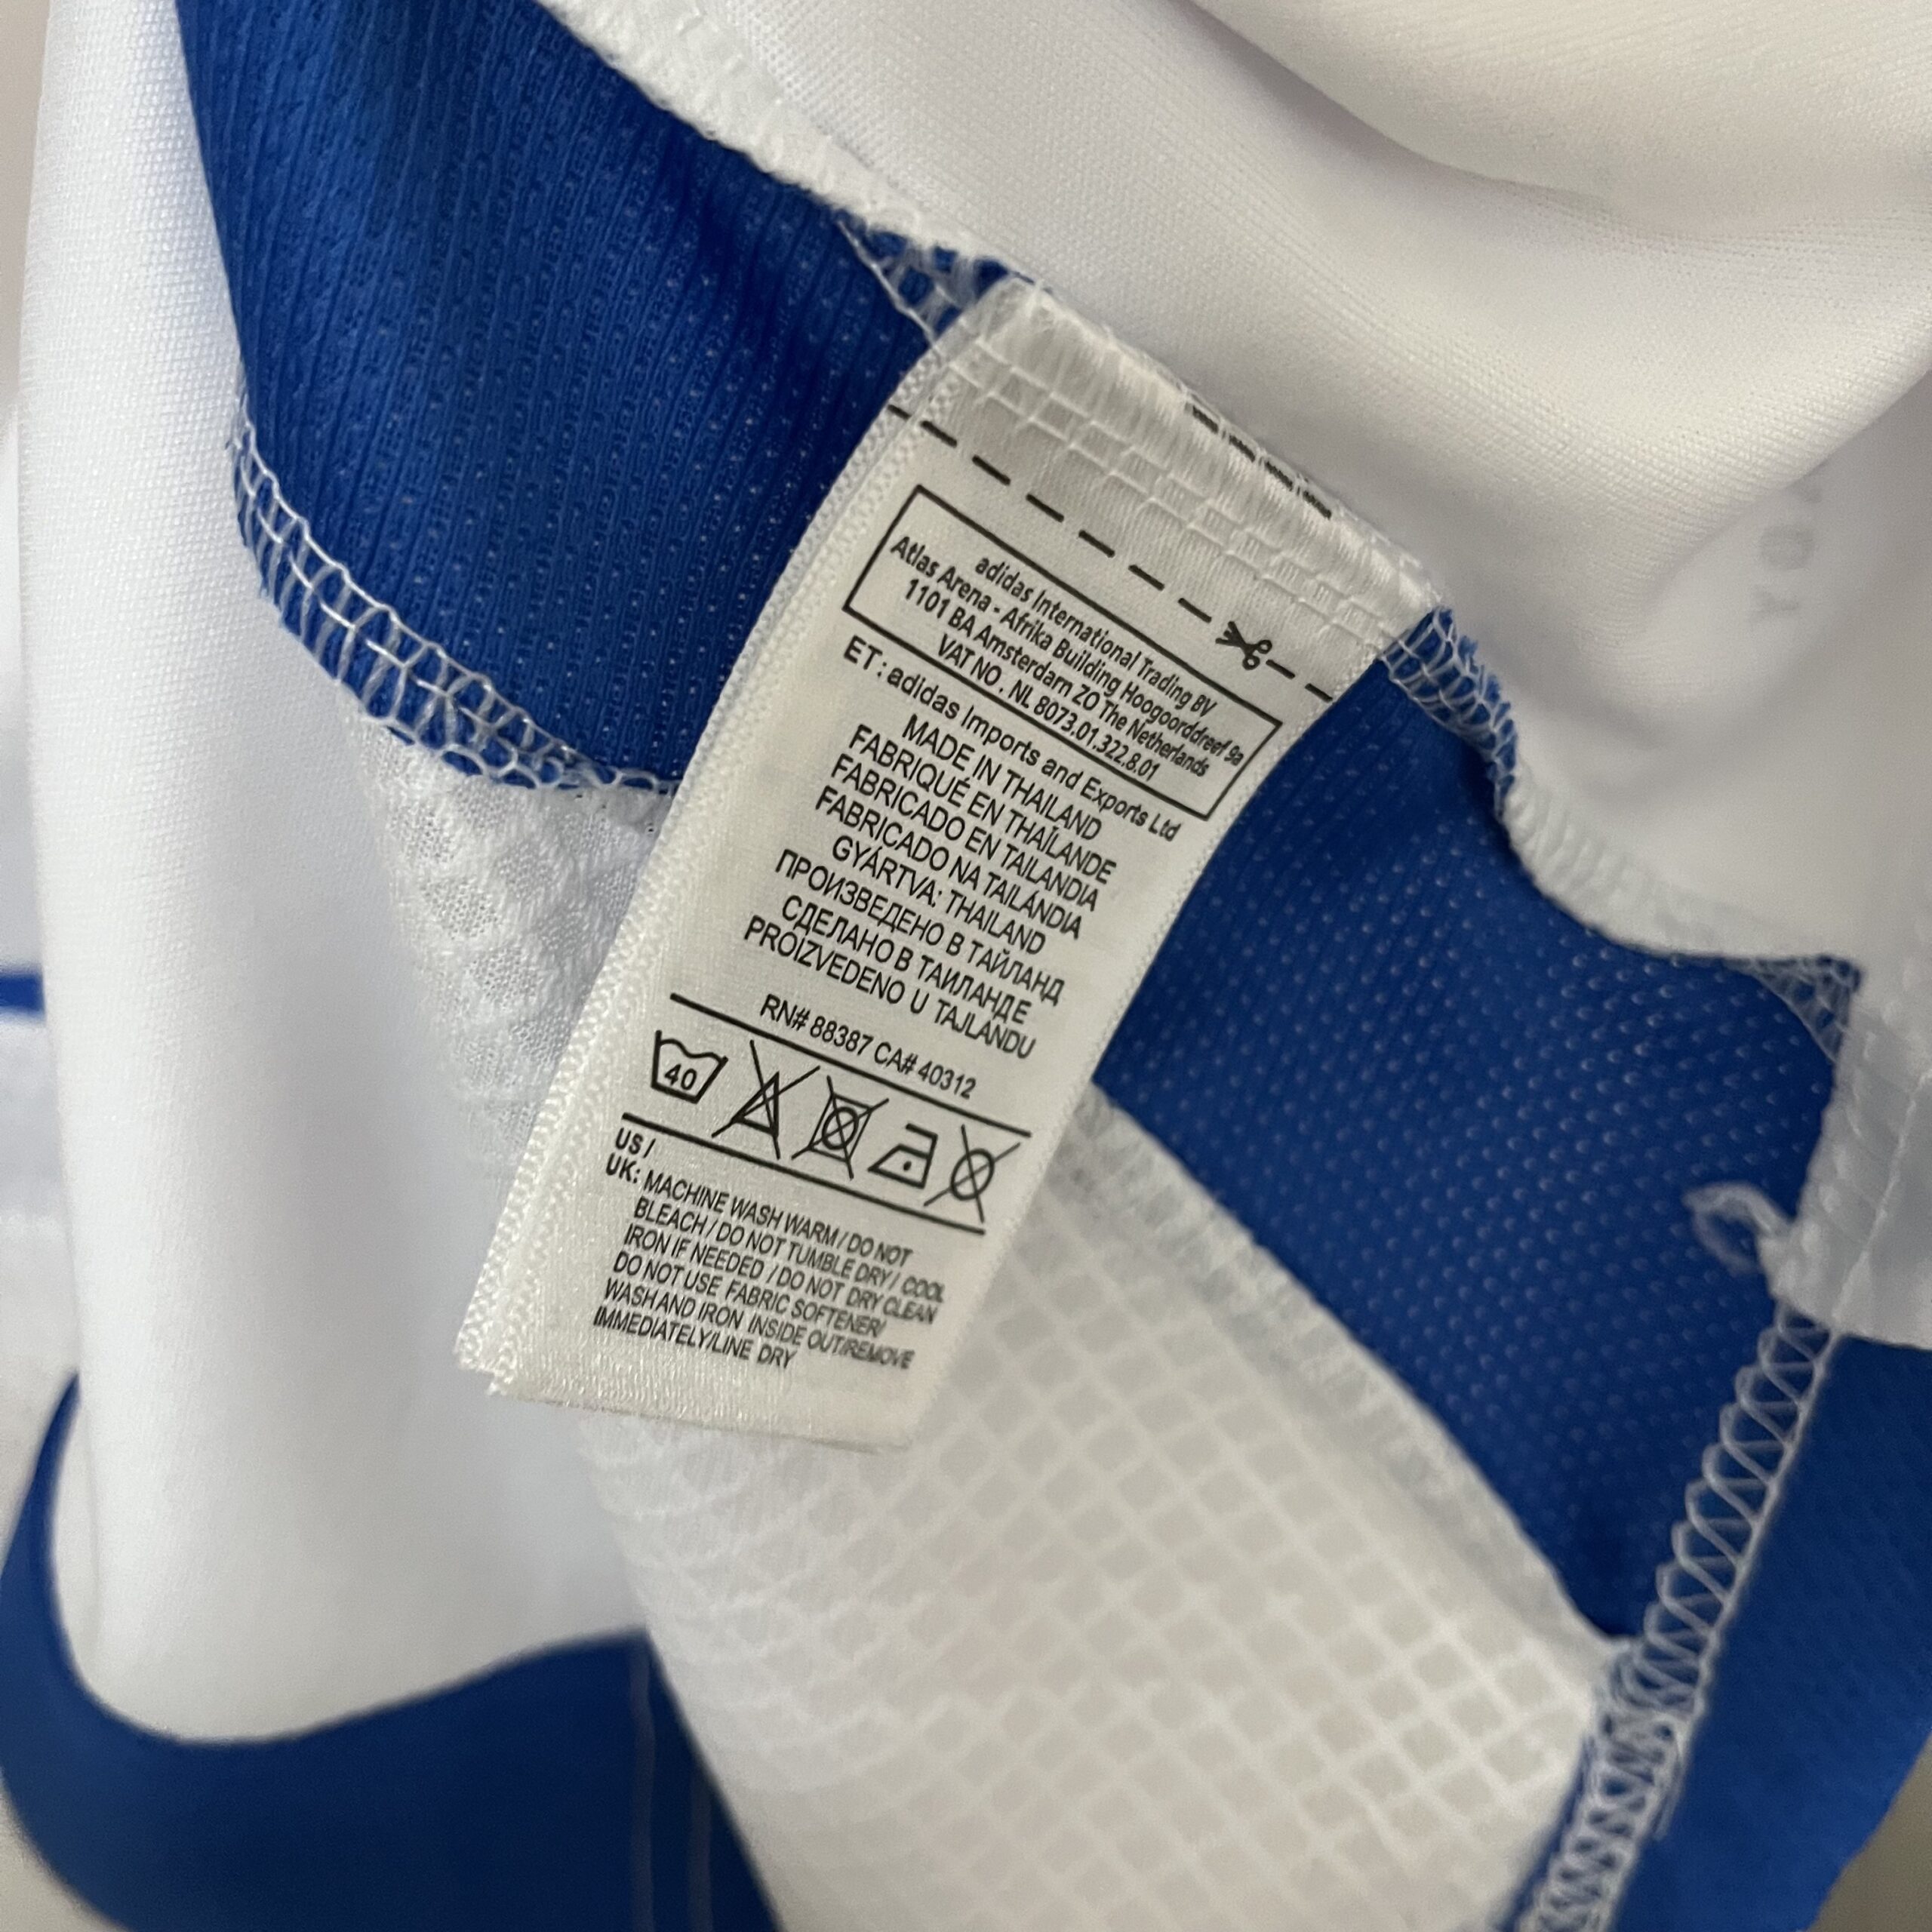 adidas International Trading BV
Atlas Arena - Afrika Building Hoogoorddreef 9a
1101 BA Amsterdam ZO The Netherlands
VAT NO . NL 8073.01.322.8.01
ET : adidas Imports and Exports Ltd
MADE IN THAILAND
FABRIQUÉ EN THAÏLANDE
FABRICADO EN TAILANDIA
FABRICADO NA TAILÁNDIA
GYÁRTVA: THAILAND
ПРОИЗВЕДЕНО В ТАЙЛАНД
СДЕЛАНО В ТАИЛАНДЕ
PROIZVEDENO U TAJLANDU
RN# 88387 CA# 40312
40
US /
UK: MACHINE WASH WARM / DO NOT
BLEACH / DO NOT TUMBLE DRY / COOL
IRON IF NEEDED / DO NOT DRY CLEAN
DO NOT USE FABRIC SOFTENER/
WASH AND IRON INSIDE OUT/REMOVE
IMMEDIATELY/LINE DRY